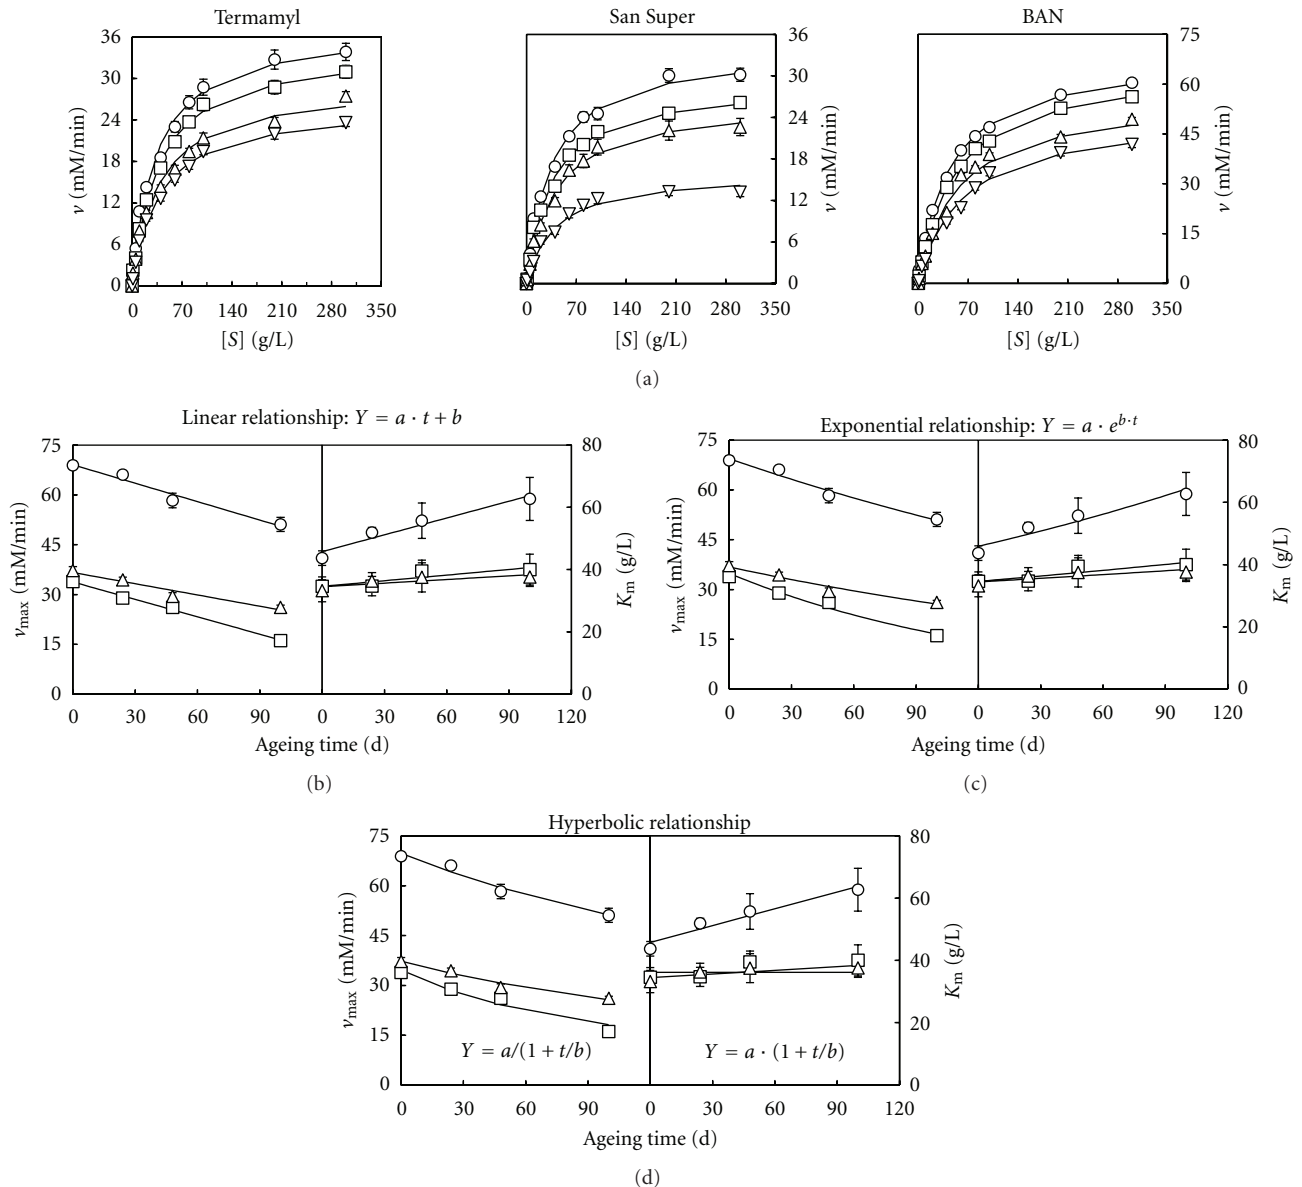 Termamyl
San Super
BAN
36
30
24
18
12
6
0
v (mM/min)
0 70 140 210 280 350
[S] (g/L)
36
30
24
18
12
6
0
v (mM/min)
0 70 140 210 280 350
[S] (g/L)
75
60
45
30
15
0
v (mM/min)
0 70 140 210 280 350
[S] (g/L)
(a)
Linear relationship: Y = a · t + b
75
60
45
30
15
0
vmax (mM/min)
80
60
40
20
0
Km (g/L)
0 30 60 90 0 30 60 90 120
Ageing time (d)
(b)
Exponential relationship: Y = a · e^{b·t}
75
60
45
30
15
0
vmax (mM/min)
80
60
40
20
0
Km (g/L)
0 30 60 90 0 30 60 90 120
Ageing time (d)
(c)
Hyperbolic relationship
75
60
45
30
15
0
vmax (mM/min)
80
60
40
20
0
Km (g/L)
Y = a/(1 + t/b)
Y = a · (1 + t/b)
0 30 60 90 0 30 60 90 120
Ageing time (d)
(d)